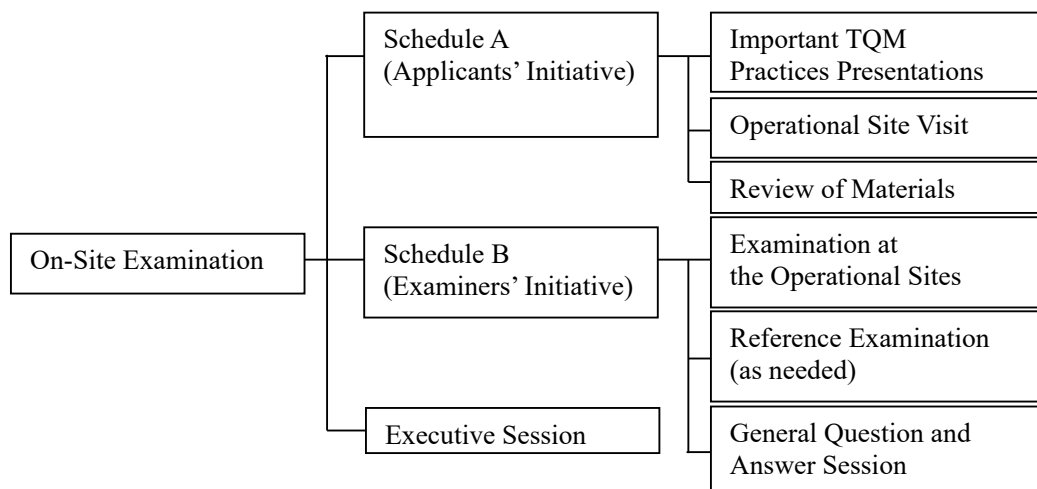 On-Site Examination
Schedule A
(Applicants’ Initiative)
Important TQM
Practices Presentations
Operational Site Visit
Review of Materials
Schedule B
(Examiners’ Initiative)
Examination at
the Operational Sites
Reference Examination
(as needed)
General Question and
Answer Session
Executive Session